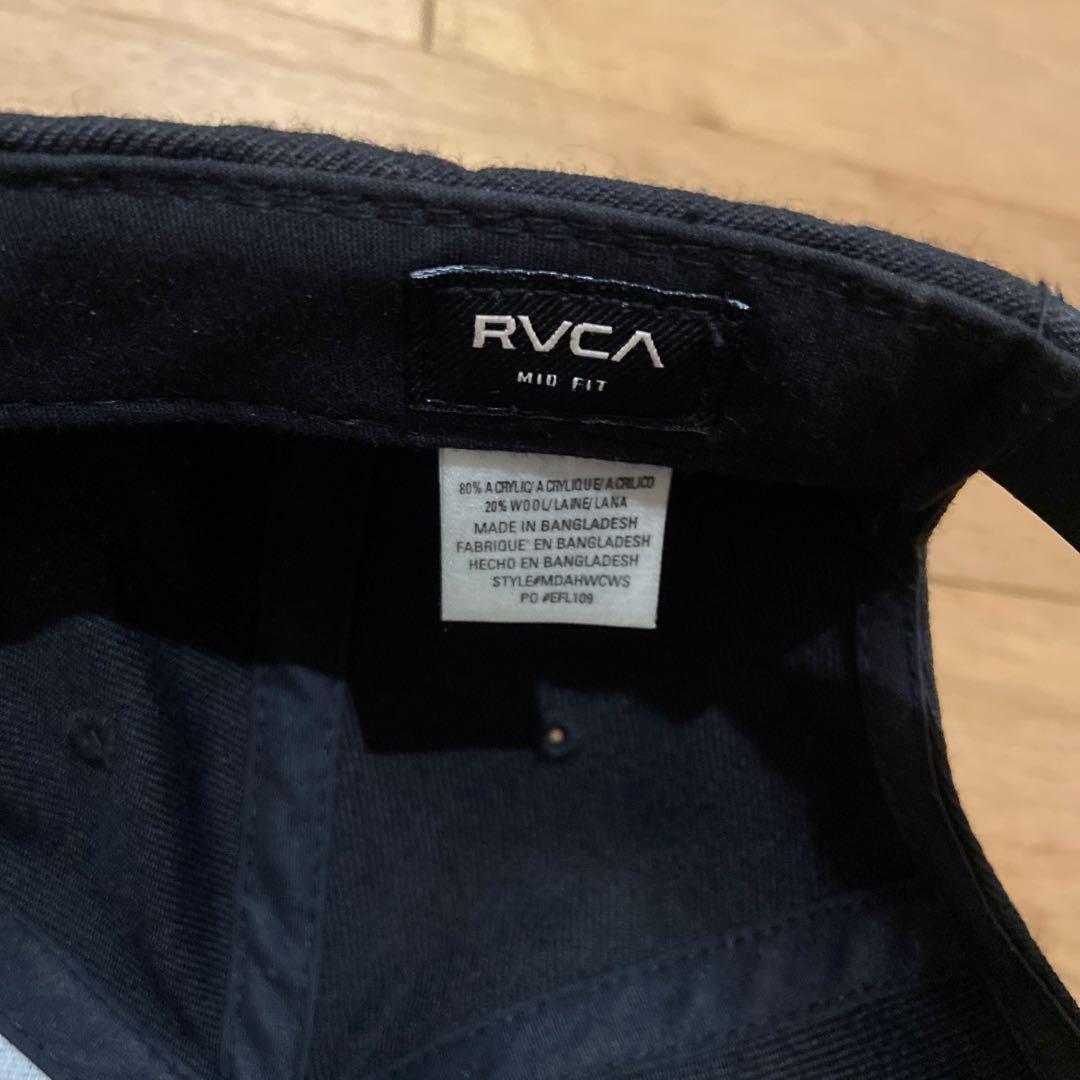 RVCA
MID FIT
80% ACRYLIC/ACRYLIQUE/ACRILICO
20% WOOL/LAINE/LANA
MADE IN BANGLADESH
FABRIQUE' EN BANGLADESH
HECHO EN BANGLADESH
STYLE#MDAHWCWS
PO #EFL109